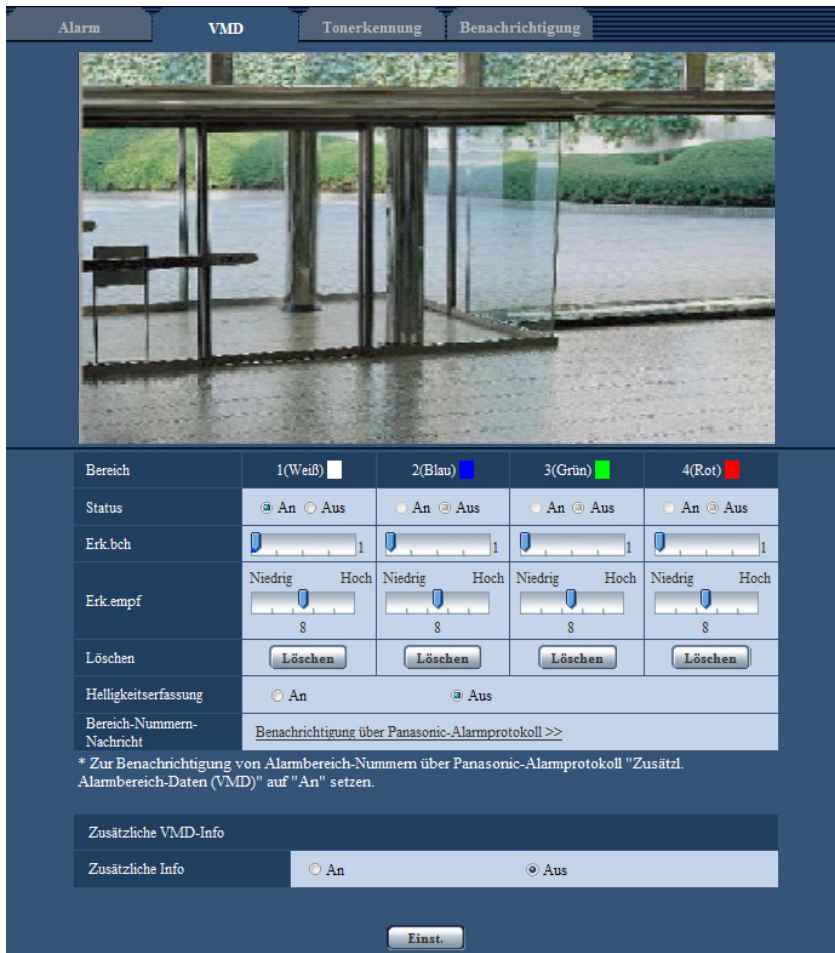 Alarm VMD Tonerkennung Benachrichtigung
Bereich 1(Weiß) 2(Blau) 3(Grün) 4(Rot)
Status An Aus An Aus An Aus An Aus
Erk.bch 1 1 1 1
Niedrig Hoch Niedrig Hoch Niedrig Hoch Niedrig Hoch
Erk.empf
8 8 8 8
Löschen Löschen Löschen Löschen Löschen
Helligkeitserfassung An Aus
Bereich-Nummern-
Nachricht Benachrichtigung über Panasonic-Alarmprotokoll >>
* Zur Benachrichtigung von Alarmbereich-Nummern über Panasonic-Alarmprotokoll "Zusätzl.
Alarmbereich-Daten (VMD)" auf "An" setzen.
Zusätzliche VMD-Info
Zusätzliche Info An Aus
Einst.